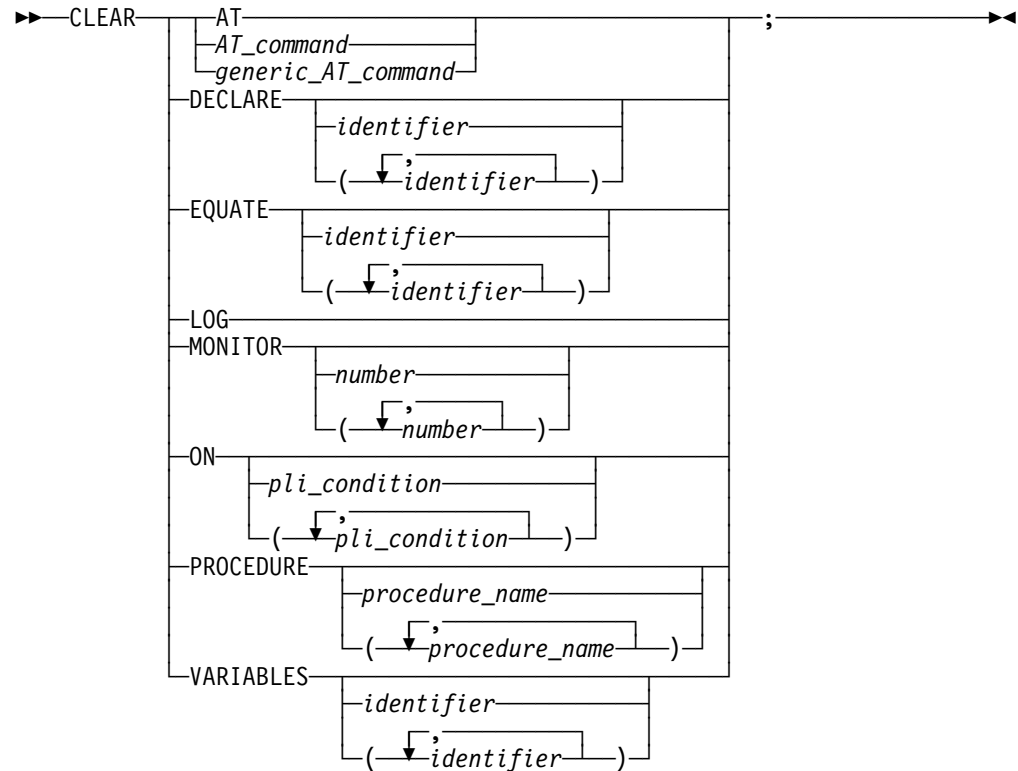 CLEAR AT ;
AT_command
generic_AT_command
DECLARE
identifier
,
( identifier )
EQUATE
identifier
,
( identifier )
LOG
MONITOR
number
,
( number )
ON
pli_condition
,
( pli_condition )
PROCEDURE
procedure_name
,
( procedure_name )
VARIABLES
identifier
,
( identifier )